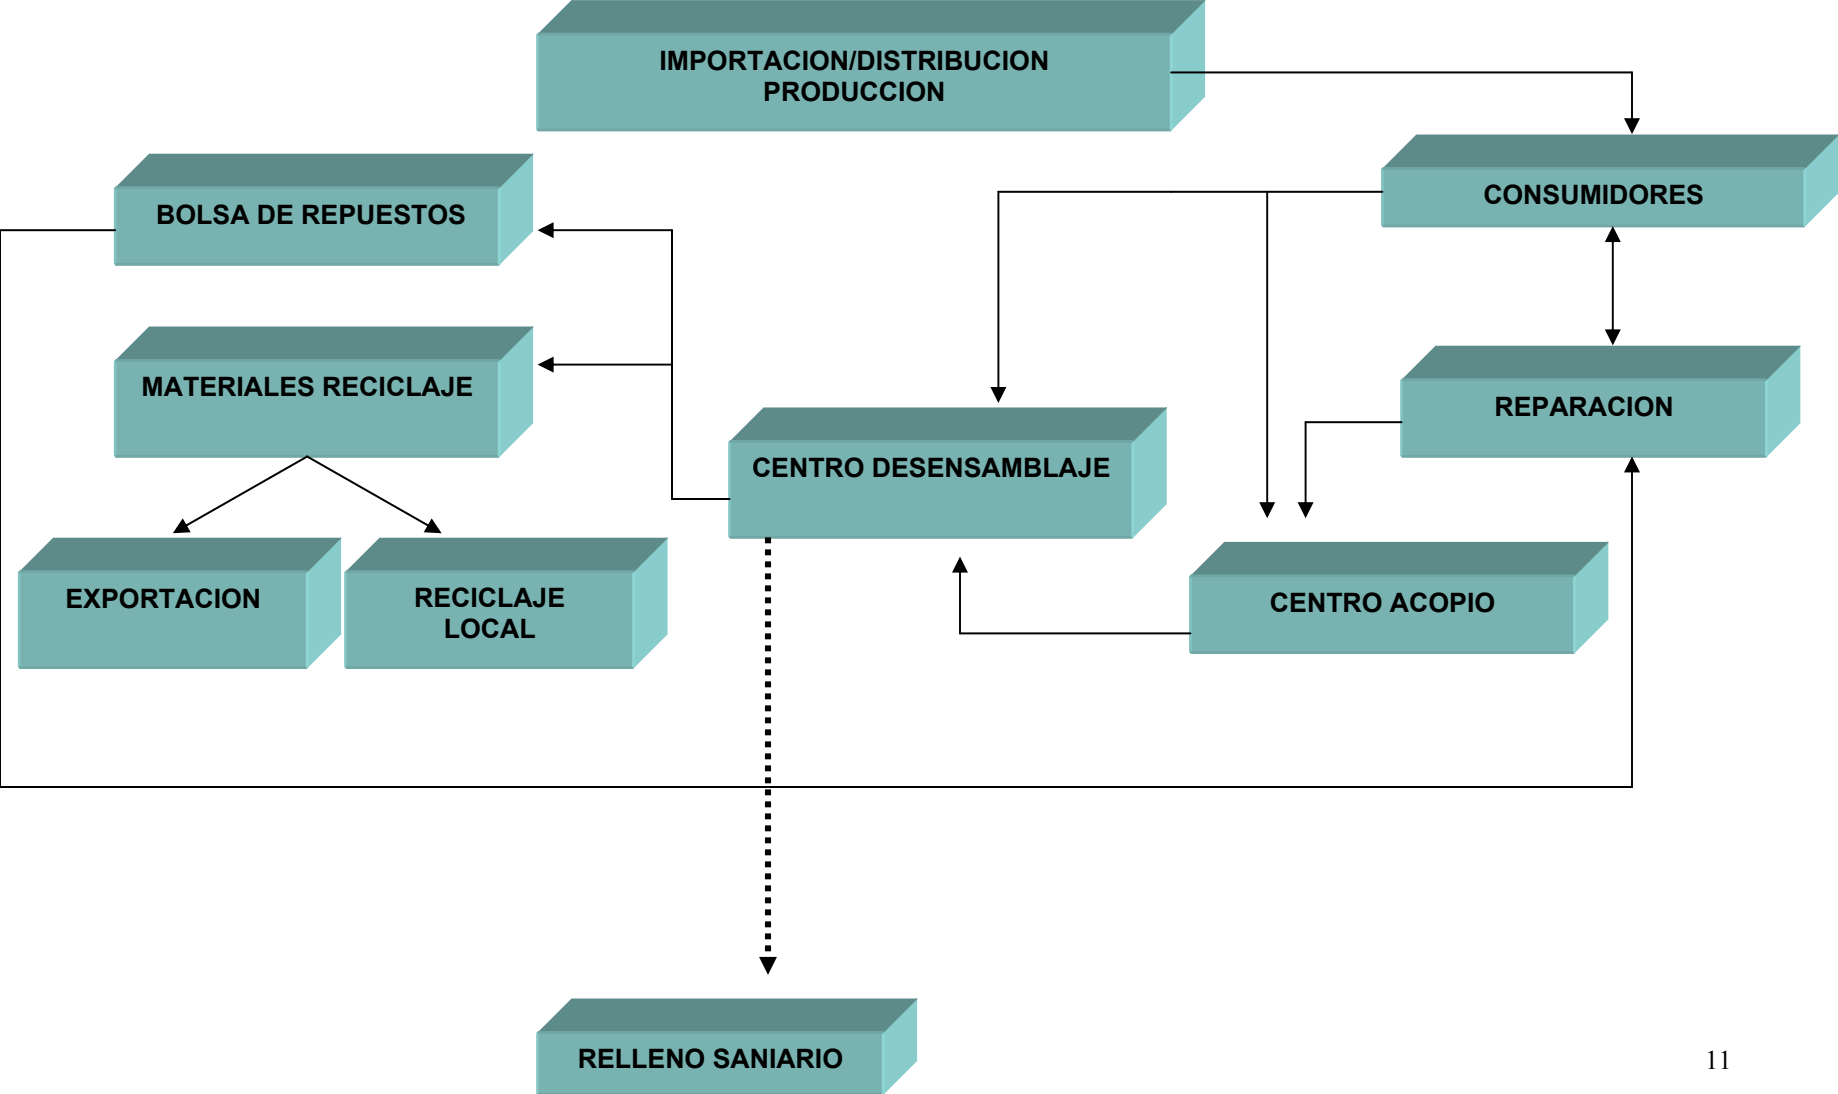 IMPORTACION/DISTRIBUCION
PRODUCCION
CONSUMIDORES
BOLSA DE REPUESTOS
MATERIALES RECICLAJE
REPARACION
CENTRO DESENSAMBLAJE
EXPORTACION
RECICLAJE
LOCAL
CENTRO ACOPIO
RELLENO SANIARIO
11